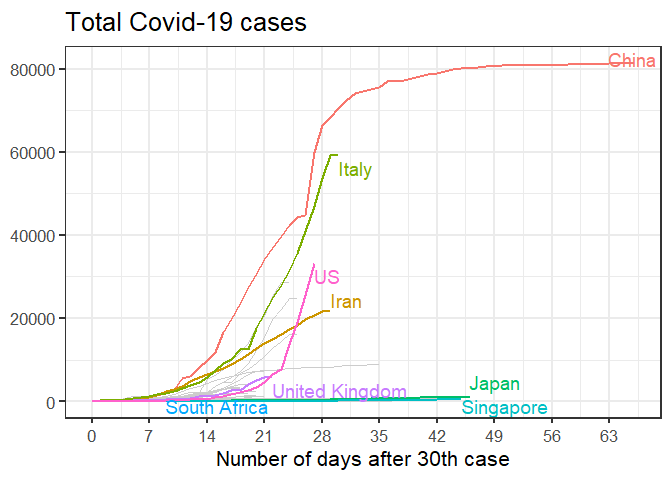 Total Covid-19 cases
80000
60000
40000
20000
0
China
Italy
US
Iran
Japan
United Kingdom
South Africa
Singapore
0 7 14 21 28 35 42 49 56 63
Number of days after 30th case